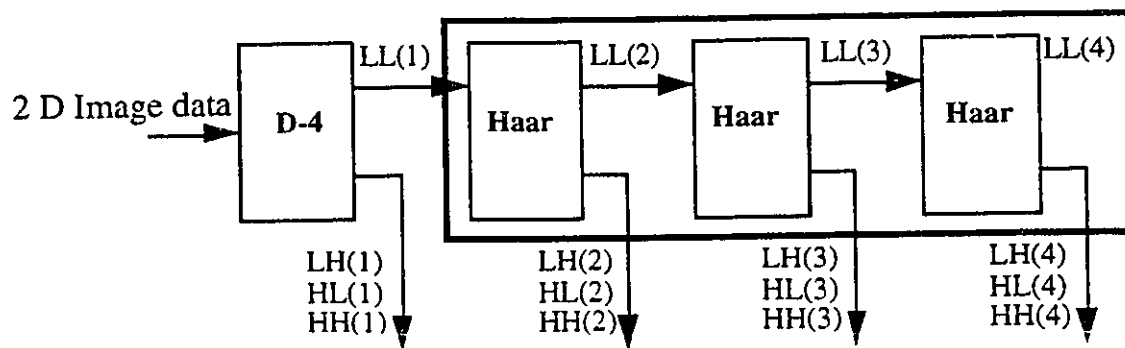 LL(1)
LL(2)
LL(3)
LL(4)
2 D Image data
D-4
Haar
Haar
Haar
LH(1)
HL(1)
HH(1)
LH(2)
HL(2)
HH(2)
LH(3)
HL(3)
HH(3)
LH(4)
HL(4)
HH(4)